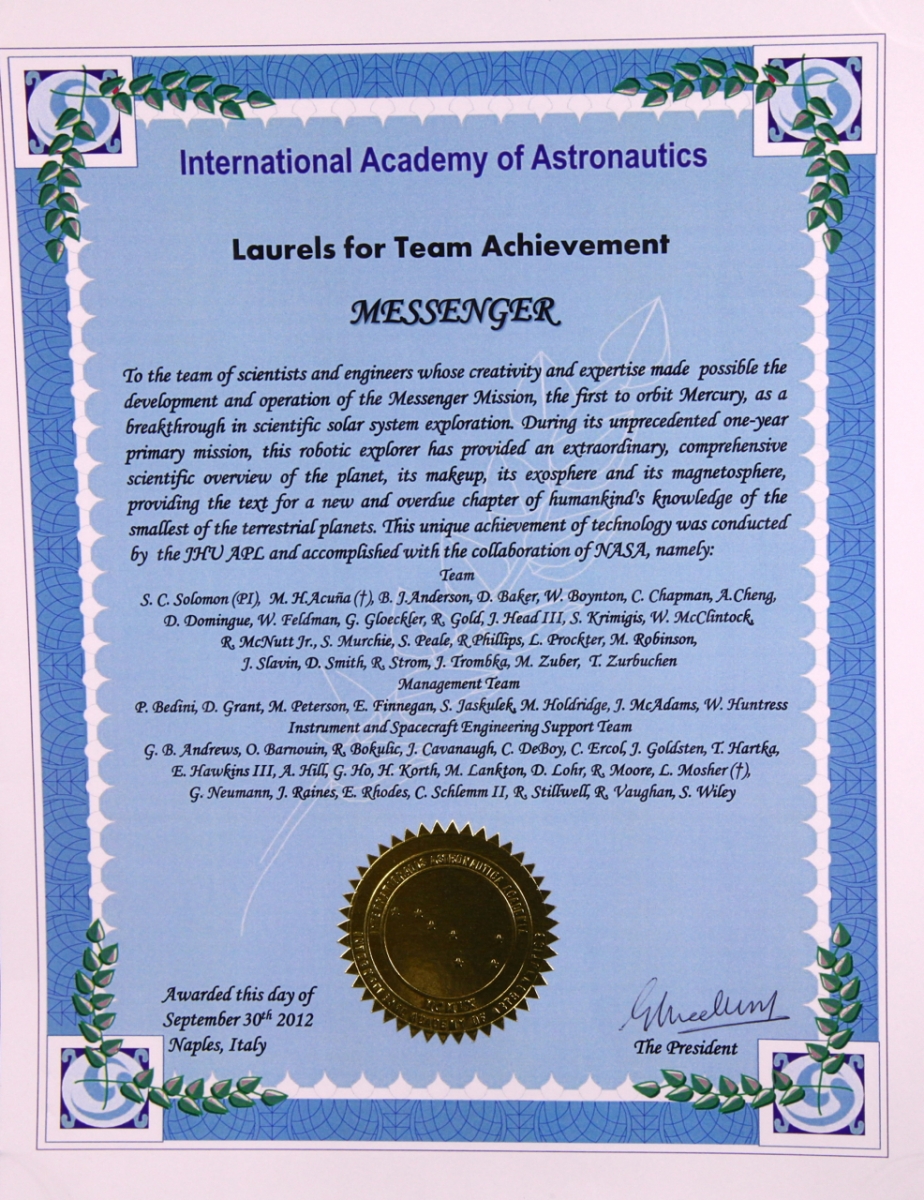 International Academy of Astronautics
Laurels for Team Achievement
MESSENGER
To the team of scientists and engineers whose creativity and expertise made possible the
development and operation of the Messenger Mission, the first to orbit Mercury, as a
breakthrough in scientific solar system exploration. During its unprecedented one-year
primary mission, this robotic explorer has provided an extraordinary, comprehensive
scientific overview of the planet, its makeup, its exosphere and its magnetosphere,
providing the text for a new and overdue chapter of humankind's knowledge of the
smallest of the terrestrial planets. This unique achievement of technology was conducted
by the JHU APL and accomplished with the collaboration of NASA, namely:
Team
S. C. Solomon (PI), M. H.Acuña (†), B. J.Anderson, D. Baker, W. Boynton, C. Chapman, A.Cheng,
D. Domingue, W. Feldman, G. Gloeckler, R. Gold, J. Head III, S. Krimigis, W. McClintock,
R. McNutt Jr., S. Murchie, S. Peale, R.Phillips, L. Prockter, M. Robinson,
J. Slavin, D. Smith, R. Strom, J. Trombka, M. Zuber, T. Zurbuchen
Management Team
P. Bedini, D. Grant, M. Peterson, E. Finnegan, S. Jaskulek, M. Holdridge, J. McAdams, W. Huntress
Instrument and Spacecraft Engineering Support Team
G. B. Andrews, O. Barnouin, R. Bokulic, J. Cavanaugh, C. DeBoy, C. Ercol, J. Goldsten, T. Hartka,
E. Hawkins III, A. Hill, G. Ho, H. Korth, M. Lankton, D. Lohr, R. Moore, L. Mosher (†),
G. Neumann, J. Raines, E. Rhodes, C. Schlemm II, R. Stillwell, R. Vaughan, S. Wiley
Awarded this day of
September 30th 2012
Naples, Italy
The President